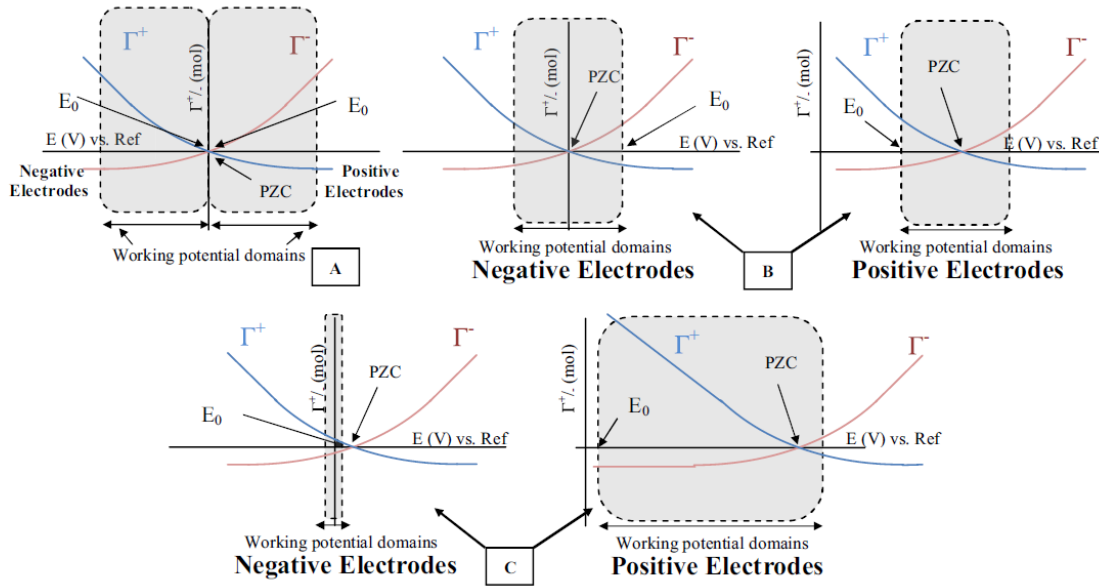 Γ⁺
Γ⁻
Γ⁺/₋ (mol)
E₀
E₀
E (V) vs. Ref
Negative
Electrodes
Positive
Electrodes
PZC
Working potential domains
A
Γ⁺
Γ⁻
Γ⁺/₋ (mol)
PZC
E₀
E (V) vs. Ref
Working potential domains
Negative Electrodes
B
Γ⁺
Γ⁻
Γ⁺/₋ (mol)
PZC
E₀
E (V) vs. Ref
Working potential domains
Positive Electrodes
Γ⁺
Γ⁻
Γ⁺/₋ (mol)
PZC
E₀
E (V) vs. Ref
Working potential domains
Negative Electrodes
C
Γ⁺
Γ⁻
Γ⁺/₋ (mol)
PZC
E₀
E (V) vs. Ref
Working potential domains
Positive Electrodes